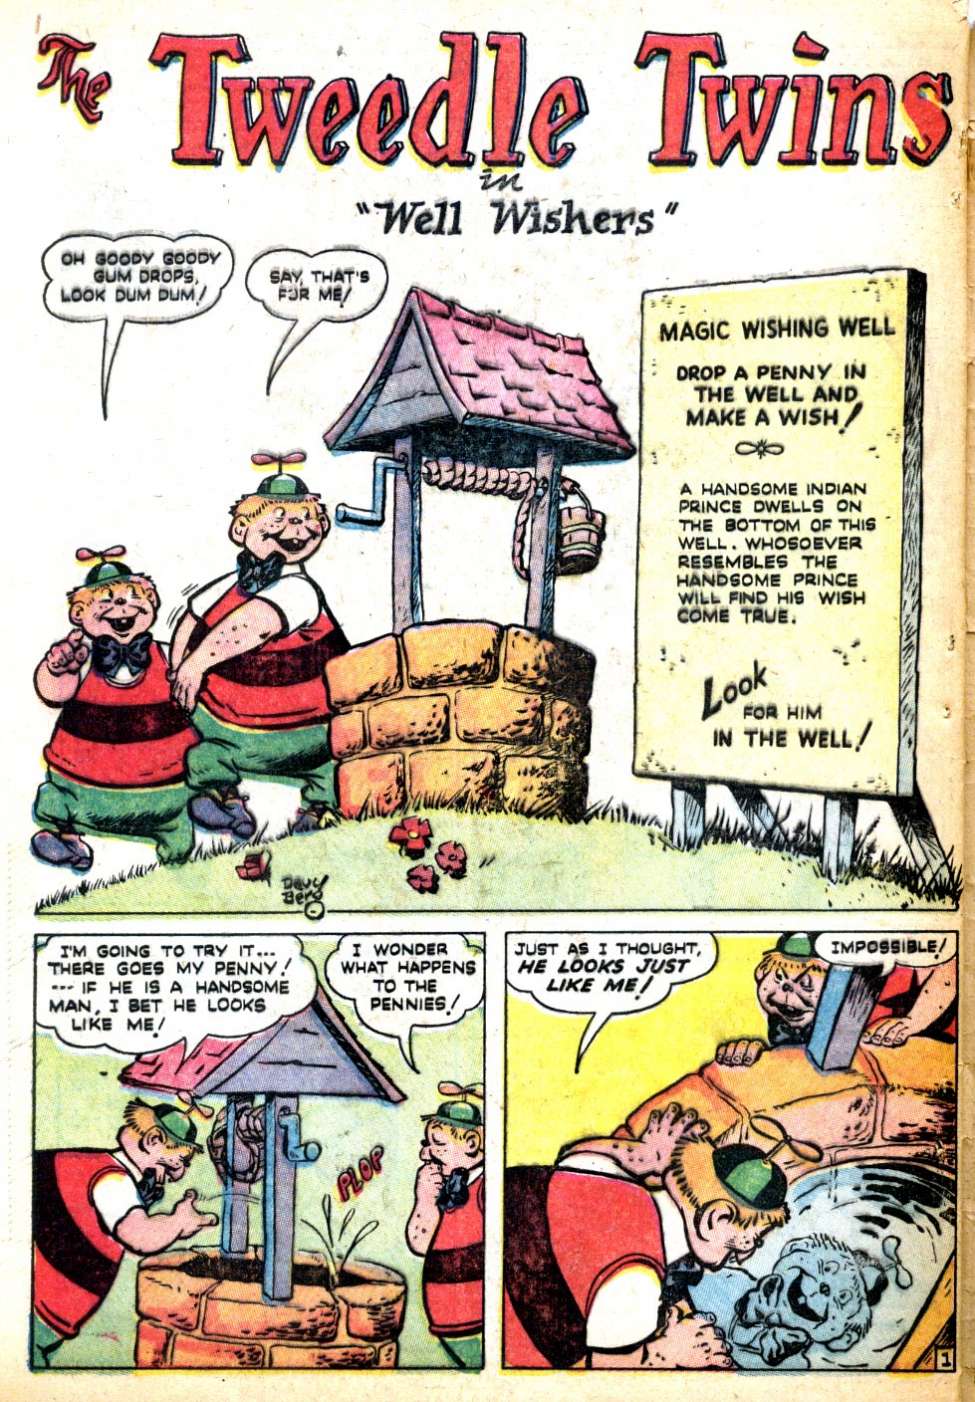 The Tweedle Twins
in
"Well Wishers"
OH GOODY GOODY
GUM DROPS,
LOOK DUM DUM!
SAY, THAT'S
FOR ME!
MAGIC WISHING WELL
DROP A PENNY IN
THE WELL AND
MAKE A WISH!
A HANDSOME INDIAN
PRINCE DWELLS ON
THE BOTTOM OF THIS
WELL. WHOSOEVER
RESEMBLES THE
HANDSOME PRINCE
WILL FIND HIS WISH
COME TRUE.
Look
FOR HIM
IN THE WELL!
Davy
Berg
I'M GOING TO TRY IT...
THERE GOES MY PENNY!
--- IF HE IS A HANDSOME
MAN, I BET HE LOOKS
LIKE ME!
I WONDER
WHAT HAPPENS
TO THE
PENNIES!
PLOP
JUST AS I THOUGHT,
HE LOOKS JUST
LIKE ME!
IMPOSSIBLE!
1